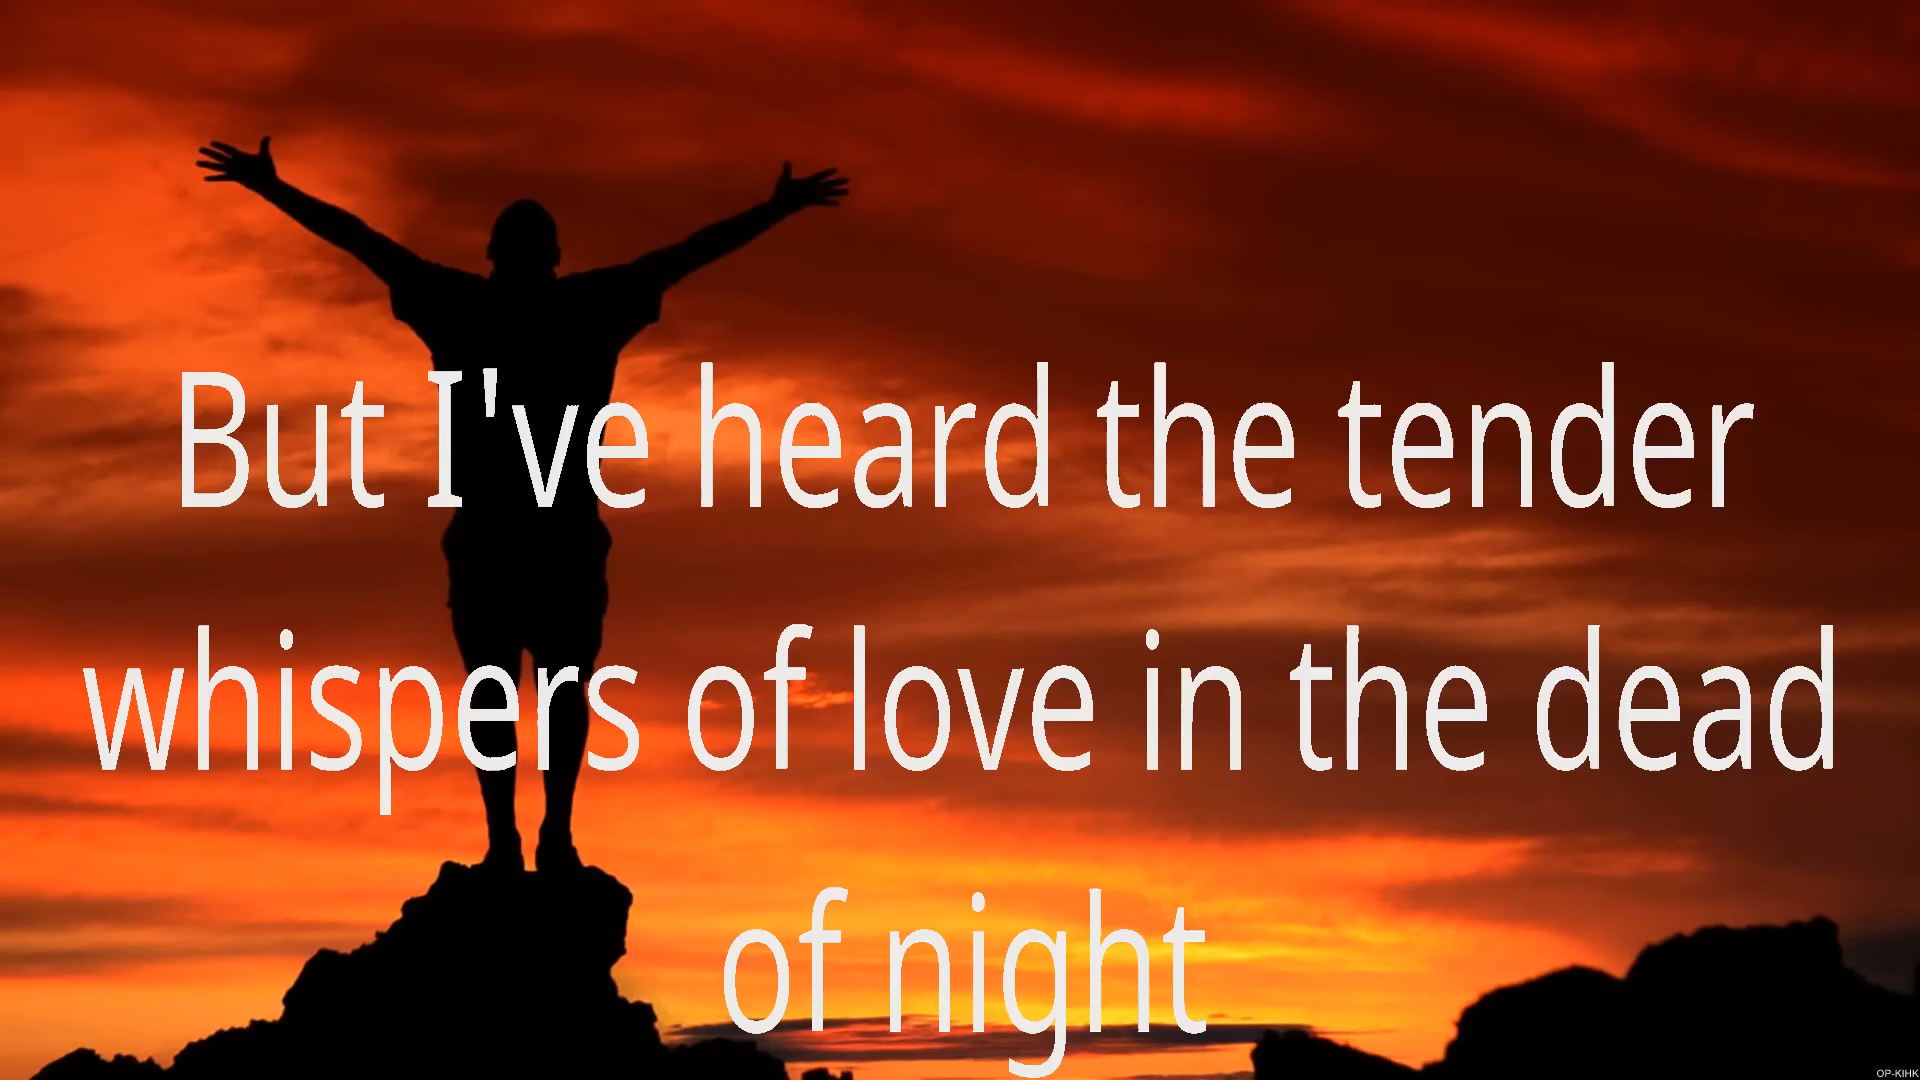 But I've heard the tender
whispers of love in the dead
of night
OP-KIHK